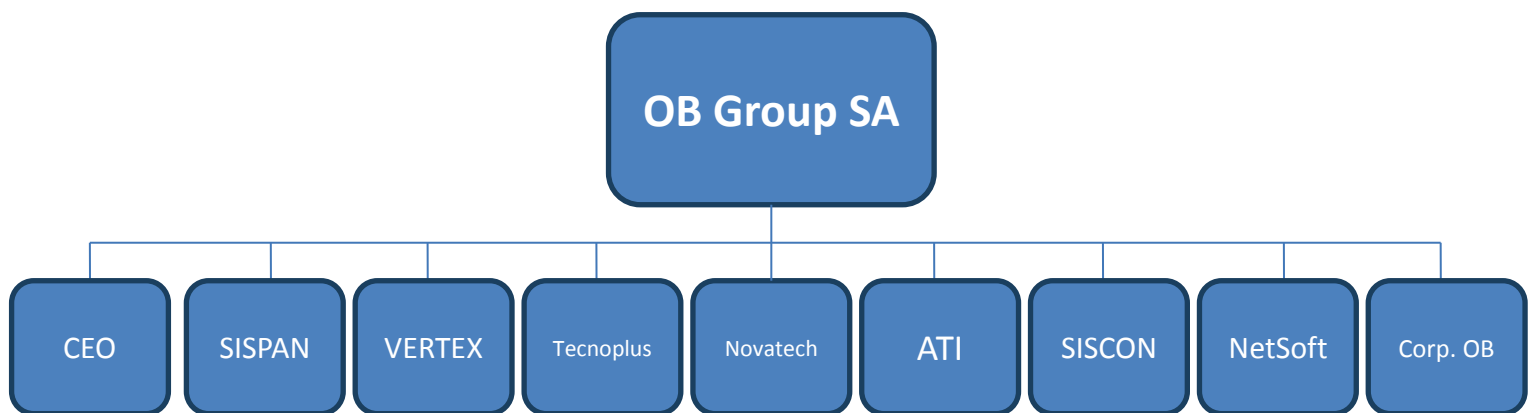 OB Group SA
CEO
SISPAN
VERTEX
Tecnoplus
Novatech
ATI
SISCON
NetSoft
Corp. OB